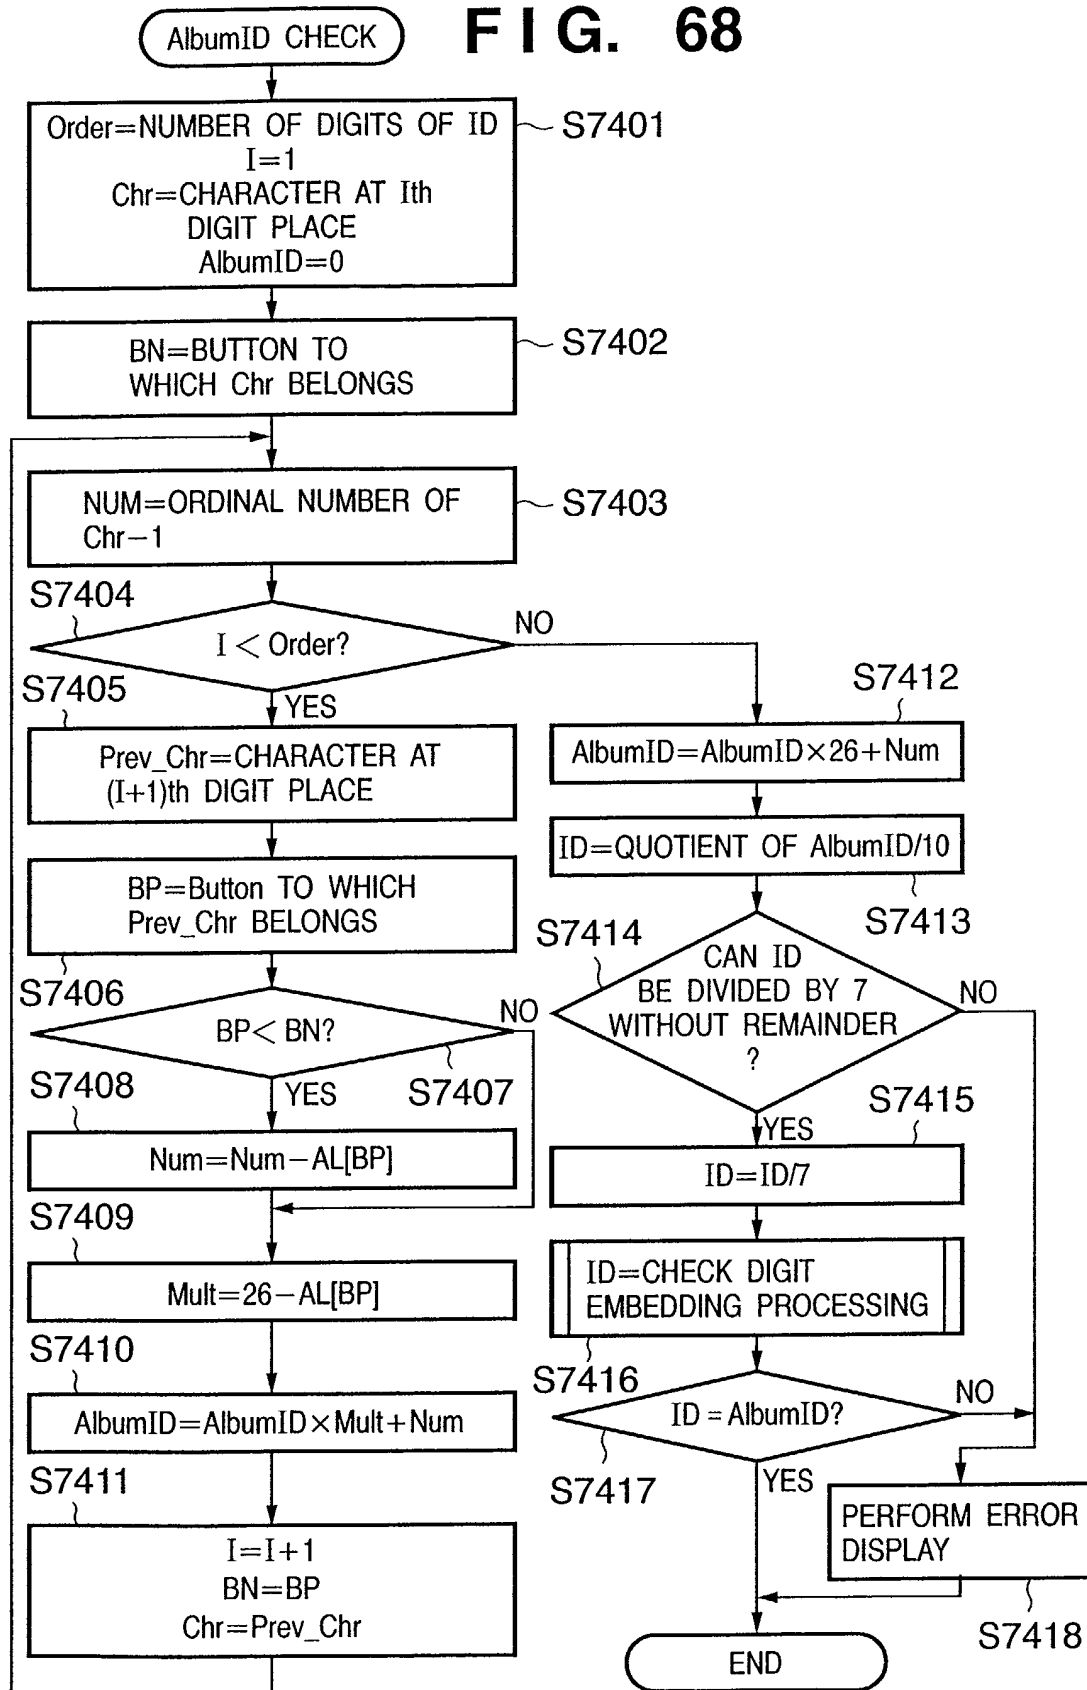 FIG. 68
AlbumID CHECK
Order=NUMBER OF DIGITS OF ID
I=1
Chr=CHARACTER AT Ith
DIGIT PLACE
AlbumID=0
S7401
BN=BUTTON TO
WHICH Chr BELONGS
S7402
NUM=ORDINAL NUMBER OF
Chr-1
S7403
S7404
I < Order?
NO
YES
S7405
Prev_Chr=CHARACTER AT
(I+1)th DIGIT PLACE
BP=Button TO WHICH
Prev_Chr BELONGS
S7406
BP< BN?
NO
S7407
YES
S7408
Num=Num-AL[BP]
S7409
Mult=26-AL[BP]
S7410
AlbumID=AlbumID×Mult+Num
S7411
I=I+1
BN=BP
Chr=Prev_Chr
S7412
AlbumID=AlbumID×26+Num
ID=QUOTIENT OF AlbumID/10
S7413
S7414
CAN ID
BE DIVIDED BY 7
WITHOUT REMAINDER
?
NO
YES
S7415
ID=ID/7
ID=CHECK DIGIT
EMBEDDING PROCESSING
S7416
ID = AlbumID?
NO
S7417
YES
PERFORM ERROR
DISPLAY
S7418
END